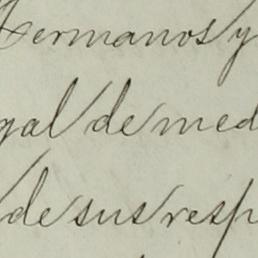 Hermanos y
gal de med
de sus resp